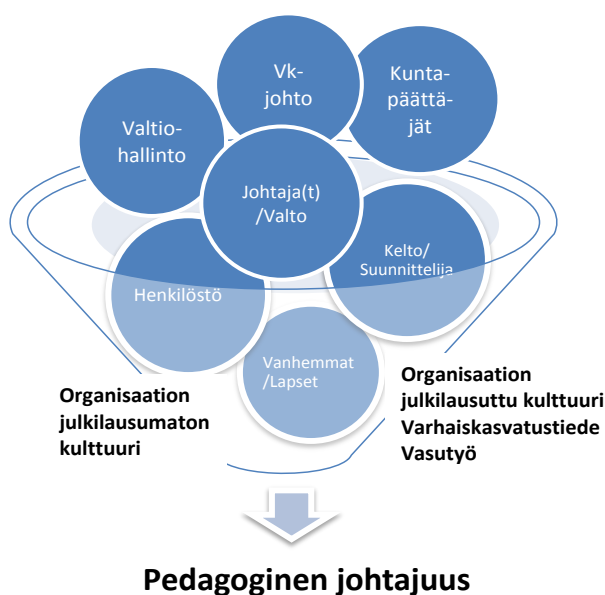 Vk-
johto
Kunta-
päättä-
jät
Valtio-
hallinto
Johtaja(t)
/Valto
Kelto/
Suunnittelija
Henkilöstö
Vanhemmat
/Lapset
Organisaation
julkilausumaton
kulttuuri
Organisaation
julkilausuttu kulttuuri
Varhaiskasvatustiede
Vasutyö
Pedagoginen johtajuus